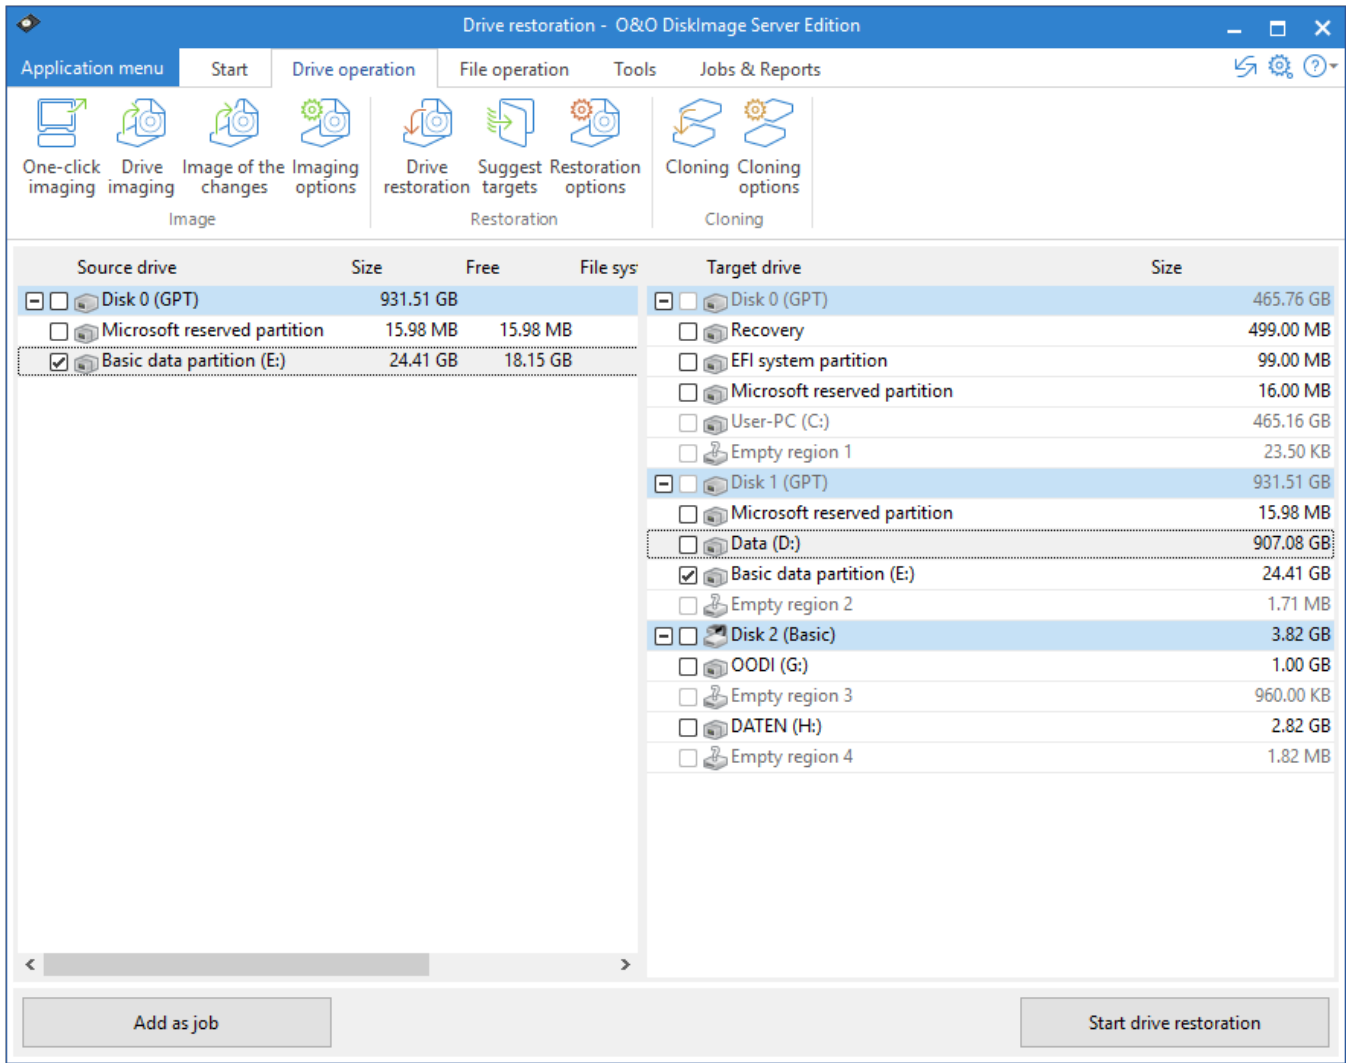 Drive restoration - O&O DiskImage Server Edition
Application menu Start Drive operation File operation Tools Jobs & Reports
One-click imaging Drive imaging Image of the changes Imaging options Drive restoration Suggest targets Restoration options Cloning Cloning options
Image Restoration Cloning
Source drive Size Free File sys
Disk 0 (GPT) 931.51 GB
Microsoft reserved partition 15.98 MB 15.98 MB
Basic data partition (E:) 24.41 GB 18.15 GB
Target drive Size
Disk 0 (GPT) 465.76 GB
Recovery 499.00 MB
EFI system partition 99.00 MB
Microsoft reserved partition 16.00 MB
User-PC (C:) 465.16 GB
Empty region 1 23.50 KB
Disk 1 (GPT) 931.51 GB
Microsoft reserved partition 15.98 MB
Data (D:) 907.08 GB
Basic data partition (E:) 24.41 GB
Empty region 2 1.71 MB
Disk 2 (Basic) 3.82 GB
OODI (G:) 1.00 GB
Empty region 3 960.00 KB
DATEN (H:) 2.82 GB
Empty region 4 1.82 MB
Add as job Start drive restoration